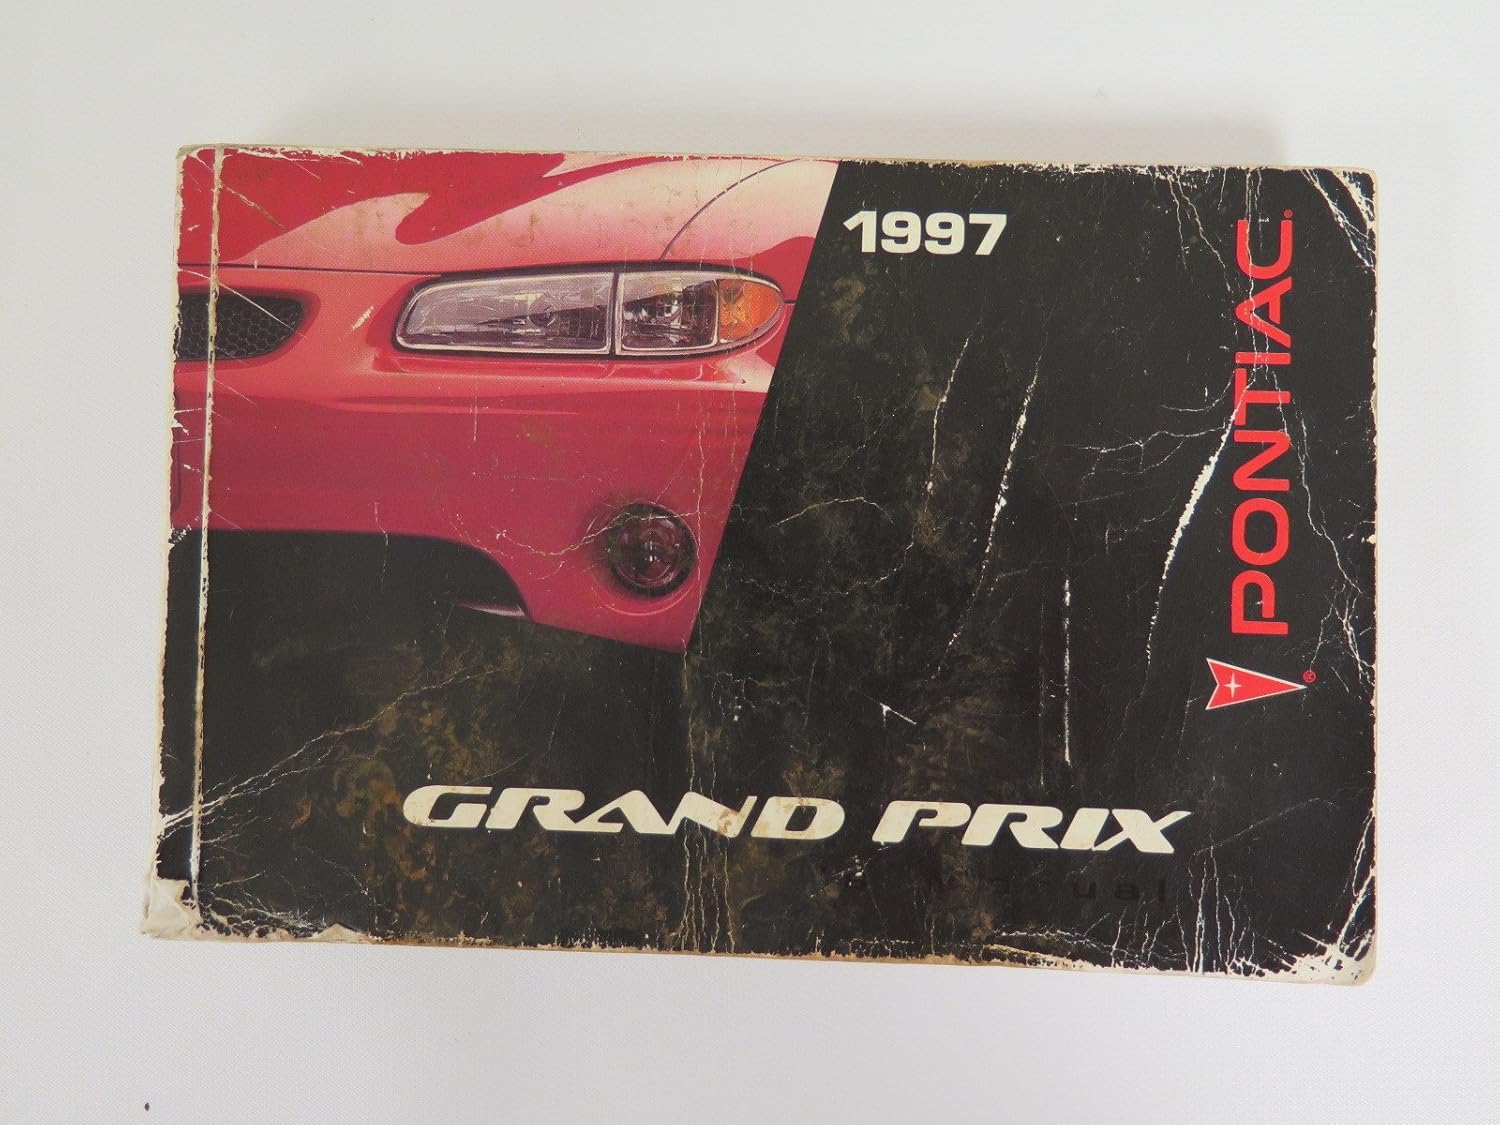 1997
PONTIAC®
®
GRAND PRIX